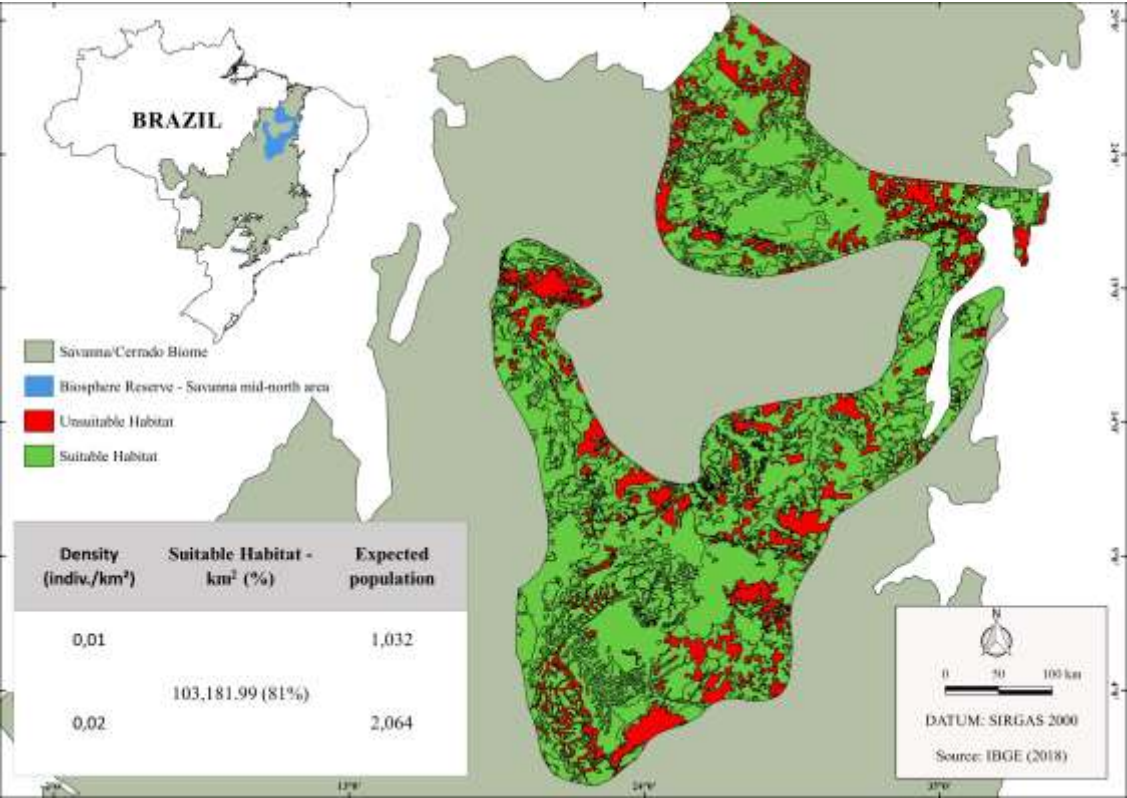 BRAZIL
Savanna/Cerrado Biome
Biosphere Reserve - Savanna mid-north area
Unsuitable Habitat
Suitable Habitat
Density (indiv./km²)
Suitable Habitat - km² (%)
Expected population
0,01
1,032
103,181.99 (81%)
0,02
2,064
N
0 50 100 km
DATUM: SIRGAS 2000
Source: IBGE (2018)